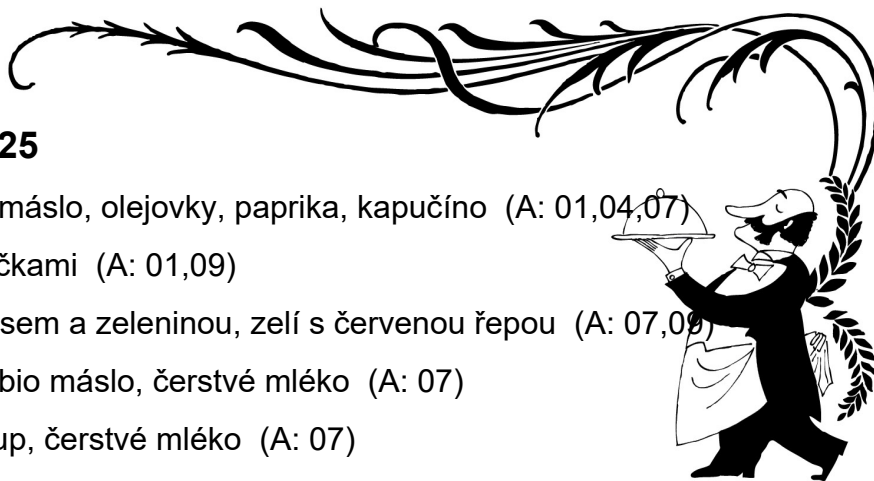 25
máslo, olejovky, paprika, kapučíno (A: 01,04,07)
čkami (A: 01,09)
sem a zeleninou, zelí s červenou řepou (A: 07,09)
bio máslo, čerstvé mléko (A: 07)
up, čerstvé mléko (A: 07)